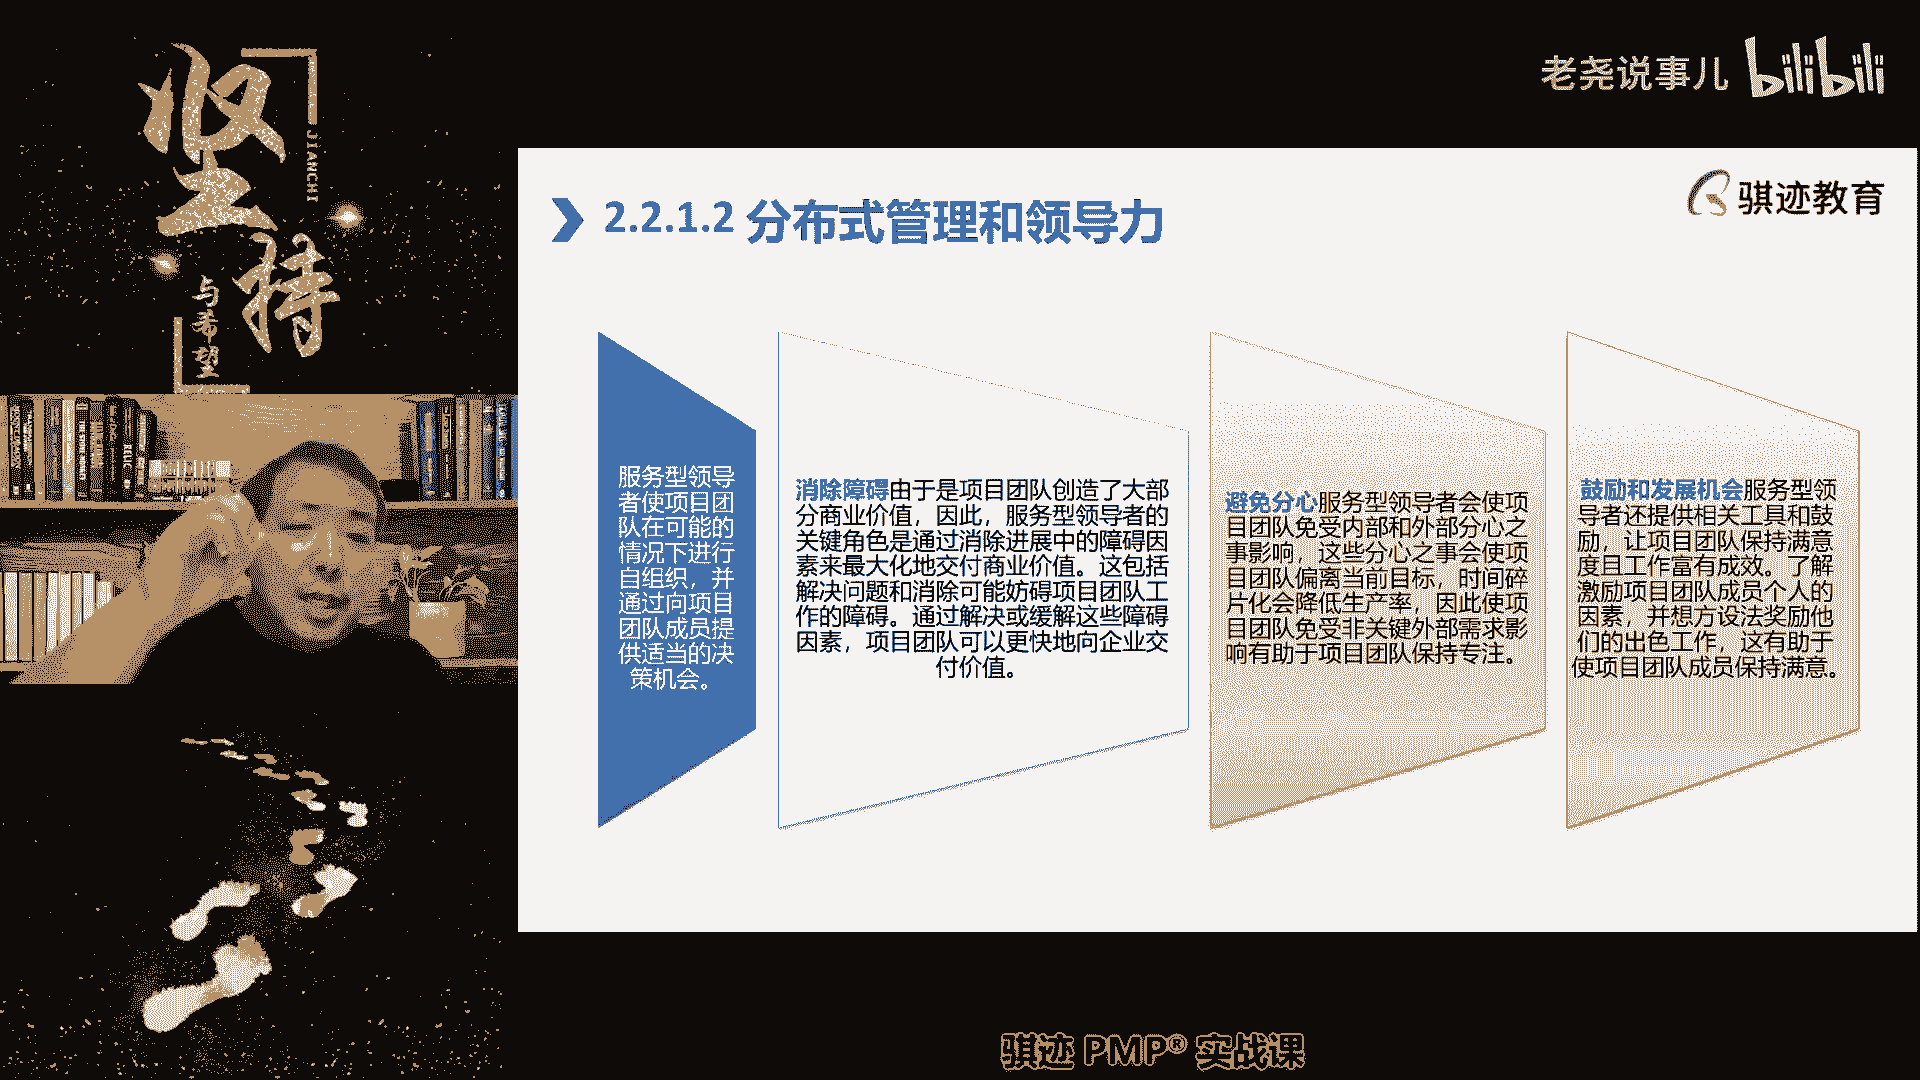 坚持
JIANCHI
与希望
老尧说事儿 bilibili
骐迹教育
2.2.1.2 分布式管理和领导力
服务型领导
者使项目团
队在可能的
情况下进行
自组织，并
通过向项目
团队成员提
供适当的决
策机会。
消除障碍由于是项目团队创造了大部
分商业价值，因此，服务型领导者的
关键角色是通过消除进展中的障碍因
素来最大化地交付商业价值。这包括
解决问题和消除可能妨碍项目团队工
作的障碍。通过解决或缓解这些障碍
因素，项目团队可以更快地向企业交
付价值。
避免分心服务型领导者会使项
目团队免受内部和外部分心之
事影响，这些分心之事会使项
目团队偏离当前目标，时间碎
片化会降低生产率，因此使项
目团队免受非关键外部需求影
响有助于项目团队保持专注。
鼓励和发展机会服务型领
导者还提供相关工具和鼓
励，让项目团队保持满意
度且工作富有成效。了解
激励项目团队成员个人的
因素，并想方设法奖励他
们的出色工作，这有助于
使项目团队成员保持满意。
骐迹 PMP® 实战课